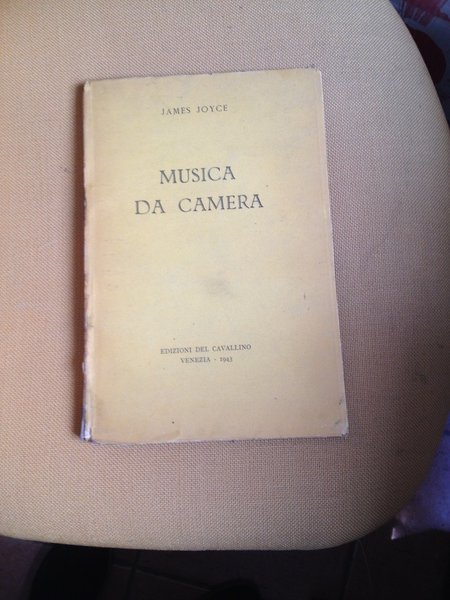 JAMES JOYCE
MUSICA
DA CAMERA
EDIZIONI DEL CAVALLINO
VENEZIA - 1943